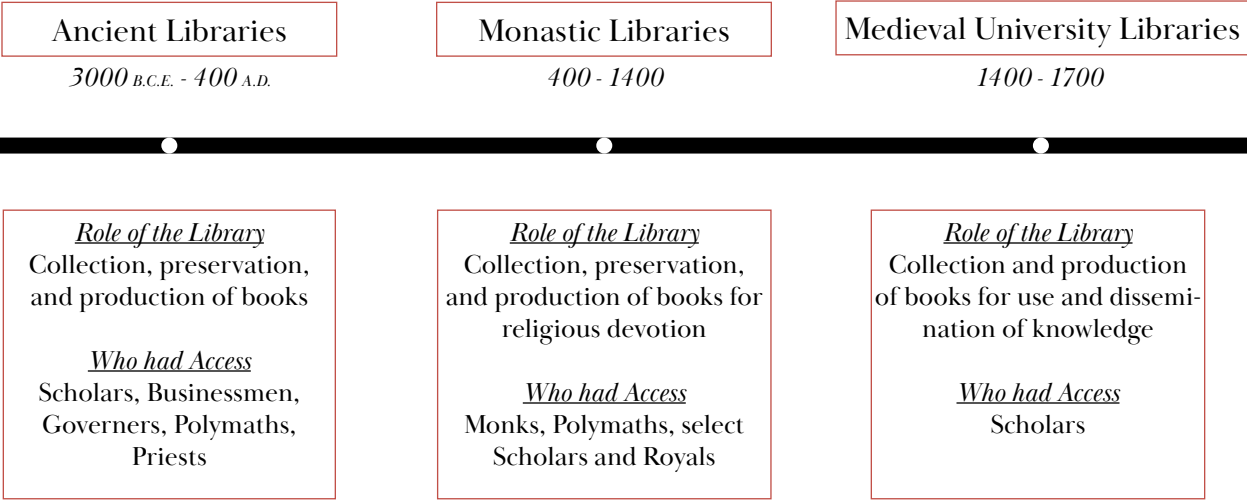 Ancient Libraries
3000 B.C.E. - 400 A.D.
Role of the Library
Collection, preservation,
and production of books
Who had Access
Scholars, Businessmen,
Governers, Polymaths,
Priests
Monastic Libraries
400 - 1400
Role of the Library
Collection, preservation,
and production of books for
religious devotion
Who had Access
Monks, Polymaths, select
Scholars and Royals
Medieval University Libraries
1400 - 1700
Role of the Library
Collection and production
of books for use and dissemi-
nation of knowledge
Who had Access
Scholars